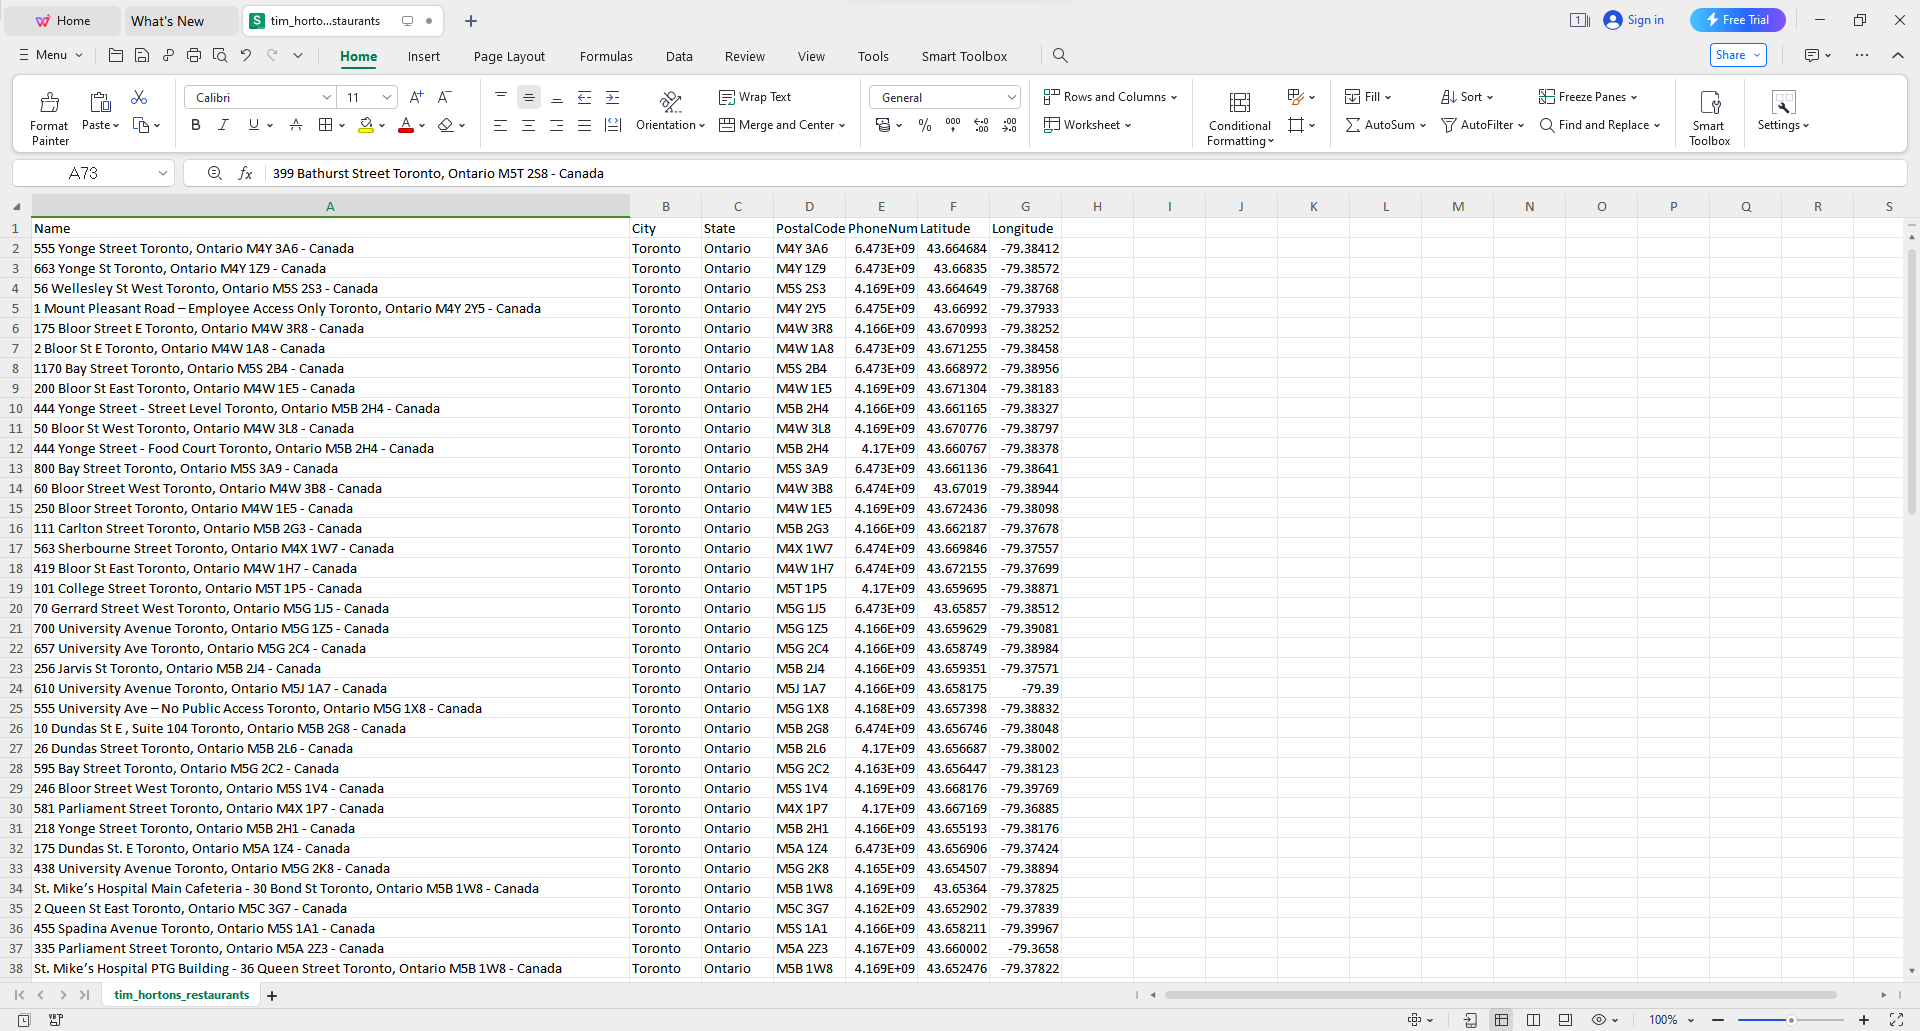 Home
What's New
tim_horto...staurants
Sign in
Free Trial
Menu
Home
Insert
Page Layout
Formulas
Data
Review
View
Tools
Smart Toolbox
Share
Format
Painter
Paste
Calibri
11
Orientation
Wrap Text
Merge and Center
General
Rows and Columns
Worksheet
Conditional
Formatting
Fill
AutoSum
Sort
AutoFilter
Freeze Panes
Find and Replace
Smart
Toolbox
Settings
A73
399 Bathurst Street Toronto, Ontario M5T 2S8 - Canada
A B C D E F G H I J K L M N O P Q R S
1 Name City State PostalCode PhoneNum Latitude Longitude
2 555 Yonge Street Toronto, Ontario M4Y 3A6 - Canada Toronto Ontario M4Y 3A6 6.473E+09 43.664684 -79.38412
3 663 Yonge St Toronto, Ontario M4Y 1Z9 - Canada Toronto Ontario M4Y 1Z9 6.473E+09 43.66835 -79.38572
4 56 Wellesley St West Toronto, Ontario M5S 2S3 - Canada Toronto Ontario M5S 2S3 4.169E+09 43.664649 -79.38768
5 1 Mount Pleasant Road – Employee Access Only Toronto, Ontario M4Y 2Y5 - Canada Toronto Ontario M4Y 2Y5 6.475E+09 43.66992 -79.37933
6 175 Bloor Street E Toronto, Ontario M4W 3R8 - Canada Toronto Ontario M4W 3R8 4.166E+09 43.670993 -79.38252
7 2 Bloor St E Toronto, Ontario M4W 1A8 - Canada Toronto Ontario M4W 1A8 6.473E+09 43.671255 -79.38458
8 1170 Bay Street Toronto, Ontario M5S 2B4 - Canada Toronto Ontario M5S 2B4 6.473E+09 43.668972 -79.38956
9 200 Bloor St East Toronto, Ontario M4W 1E5 - Canada Toronto Ontario M4W 1E5 4.169E+09 43.671304 -79.38183
10 444 Yonge Street - Street Level Toronto, Ontario M5B 2H4 - Canada Toronto Ontario M5B 2H4 4.166E+09 43.661165 -79.38327
11 50 Bloor St West Toronto, Ontario M4W 3L8 - Canada Toronto Ontario M4W 3L8 4.169E+09 43.670776 -79.38797
12 444 Yonge Street - Food Court Toronto, Ontario M5B 2H4 - Canada Toronto Ontario M5B 2H4 4.17E+09 43.660767 -79.38378
13 800 Bay Street Toronto, Ontario M5S 3A9 - Canada Toronto Ontario M5S 3A9 6.473E+09 43.661136 -79.38641
14 60 Bloor Street West Toronto, Ontario M4W 3B8 - Canada Toronto Ontario M4W 3B8 6.474E+09 43.67019 -79.38944
15 250 Bloor St Toronto, Ontario M4W 1E5 - Canada Toronto Ontario M4W 1E5 4.169E+09 43.672436 -79.38098
16 111 Carlton Street Toronto, Ontario M5B 2G3 - Canada Toronto Ontario M5B 2G3 4.166E+09 43.662187 -79.37678
17 563 Sherbourne Street Toronto, Ontario M4X 1W7 - Canada Toronto Ontario M4X 1W7 6.474E+09 43.669846 -79.37557
18 419 Bloor St East Toronto, Ontario M4W 1H7 - Canada Toronto Ontario M4W 1H7 6.474E+09 43.672155 -79.37699
19 101 College Street Toronto, Ontario M5T 1P5 - Canada Toronto Ontario M5T 1P5 4.17E+09 43.659695 -79.38871
20 70 Gerrard Street West Toronto, Ontario M5G 1J5 - Canada Toronto Ontario M5G 1J5 6.473E+09 43.65857 -79.38512
21 700 University Avenue Toronto, Ontario M5G 1Z5 - Canada Toronto Ontario M5G 1Z5 4.166E+09 43.659629 -79.39081
22 657 University Ave Toronto, Ontario M5G 2C4 - Canada Toronto Ontario M5G 2C4 4.166E+09 43.658749 -79.38984
23 256 Jarvis St Toronto, Ontario M5B 2J4 - Canada Toronto Ontario M5B 2J4 4.166E+09 43.659351 -79.37571
24 610 University Avenue Toronto, Ontario M5J 1A7 - Canada Toronto Ontario M5J 1A7 4.166E+09 43.658175 -79.39
25 555 University Ave – No Public Access Toronto, Ontario M5G 1X8 - Canada Toronto Ontario M5G 1X8 4.168E+09 43.657398 -79.38832
26 10 Dundas St E , Suite 104 Toronto, Ontario M5B 2G8 - Canada Toronto Ontario M5B 2G8 6.474E+09 43.656746 -79.38048
27 26 Dundas Street Toronto, Ontario M5B 2L6 - Canada Toronto Ontario M5B 2L6 4.17E+09 43.656687 -79.38002
28 595 Bay Street Toronto, Ontario M5G 2C2 - Canada Toronto Ontario M5G 2C2 4.163E+09 43.656447 -79.38123
29 246 Bloor Street West Toronto, Ontario M5S 1V4 - Canada Toronto Ontario M5S 1V4 4.169E+09 43.668176 -79.39769
30 581 Parliament Street Toronto, Ontario M4X 1P7 - Canada Toronto Ontario M4X 1P7 4.17E+09 43.667169 -79.36885
31 218 Yonge Street Toronto, Ontario M5B 2H1 - Canada Toronto Ontario M5B 2H1 4.166E+09 43.655193 -79.38176
32 175 Dundas St. E Toronto, Ontario M5A 1Z4 - Canada Toronto Ontario M5A 1Z4 6.473E+09 43.656906 -79.37424
33 438 University Avenue Toronto, Ontario M5G 2K8 - Canada Toronto Ontario M5G 2K8 4.165E+09 43.654507 -79.38894
34 St. Mike’s Hospital Main Cafeteria - 30 Bond St Toronto, Ontario M5B 1W8 - Canada Toronto Ontario M5B 1W8 4.169E+09 43.65364 -79.37825
35 2 Queen St East Toronto, Ontario M5C 3G7 - Canada Toronto Ontario M5C 3G7 4.162E+09 43.652902 -79.37839
36 455 Spadina Avenue Toronto, Ontario M5S 1A1 - Canada Toronto Ontario M5S 1A1 4.166E+09 43.658211 -79.39967
37 335 Parliament Street Toronto, Ontario M5A 2Z3 - Canada Toronto Ontario M5A 2Z3 4.167E+09 43.660002 -79.3658
38 St. Mike’s Hospital PTG Building - 36 Queen Street Toronto, Ontario M5B 1W8 - Canada Toronto Ontario M5B 1W8 4.169E+09 43.652476 -79.37822
tim_hortons_restaurants
100%